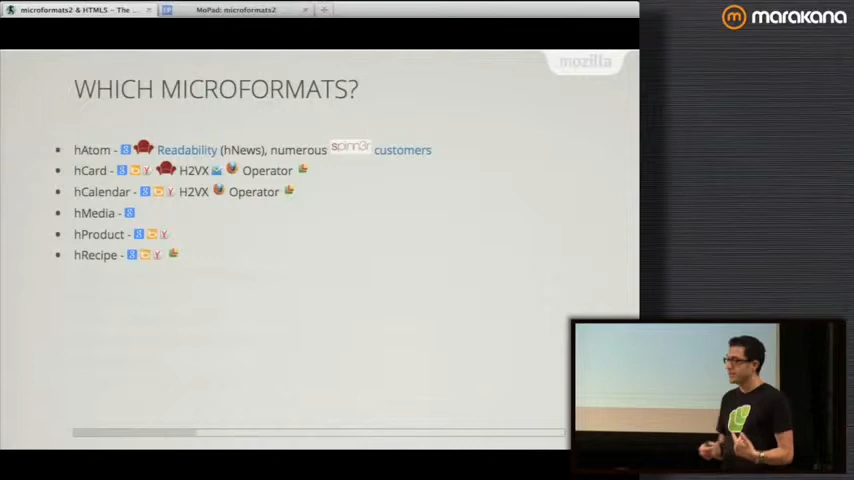 microformats2 & HTML5 – The ...
MoPad: microformats2
marakana
mozilla
WHICH MICROFORMATS?
hAtom - Readability (hNews), numerous spinn3r customers
hCard - H2VX Operator
hCalendar - H2VX Operator
hMedia -
hProduct -
hRecipe -